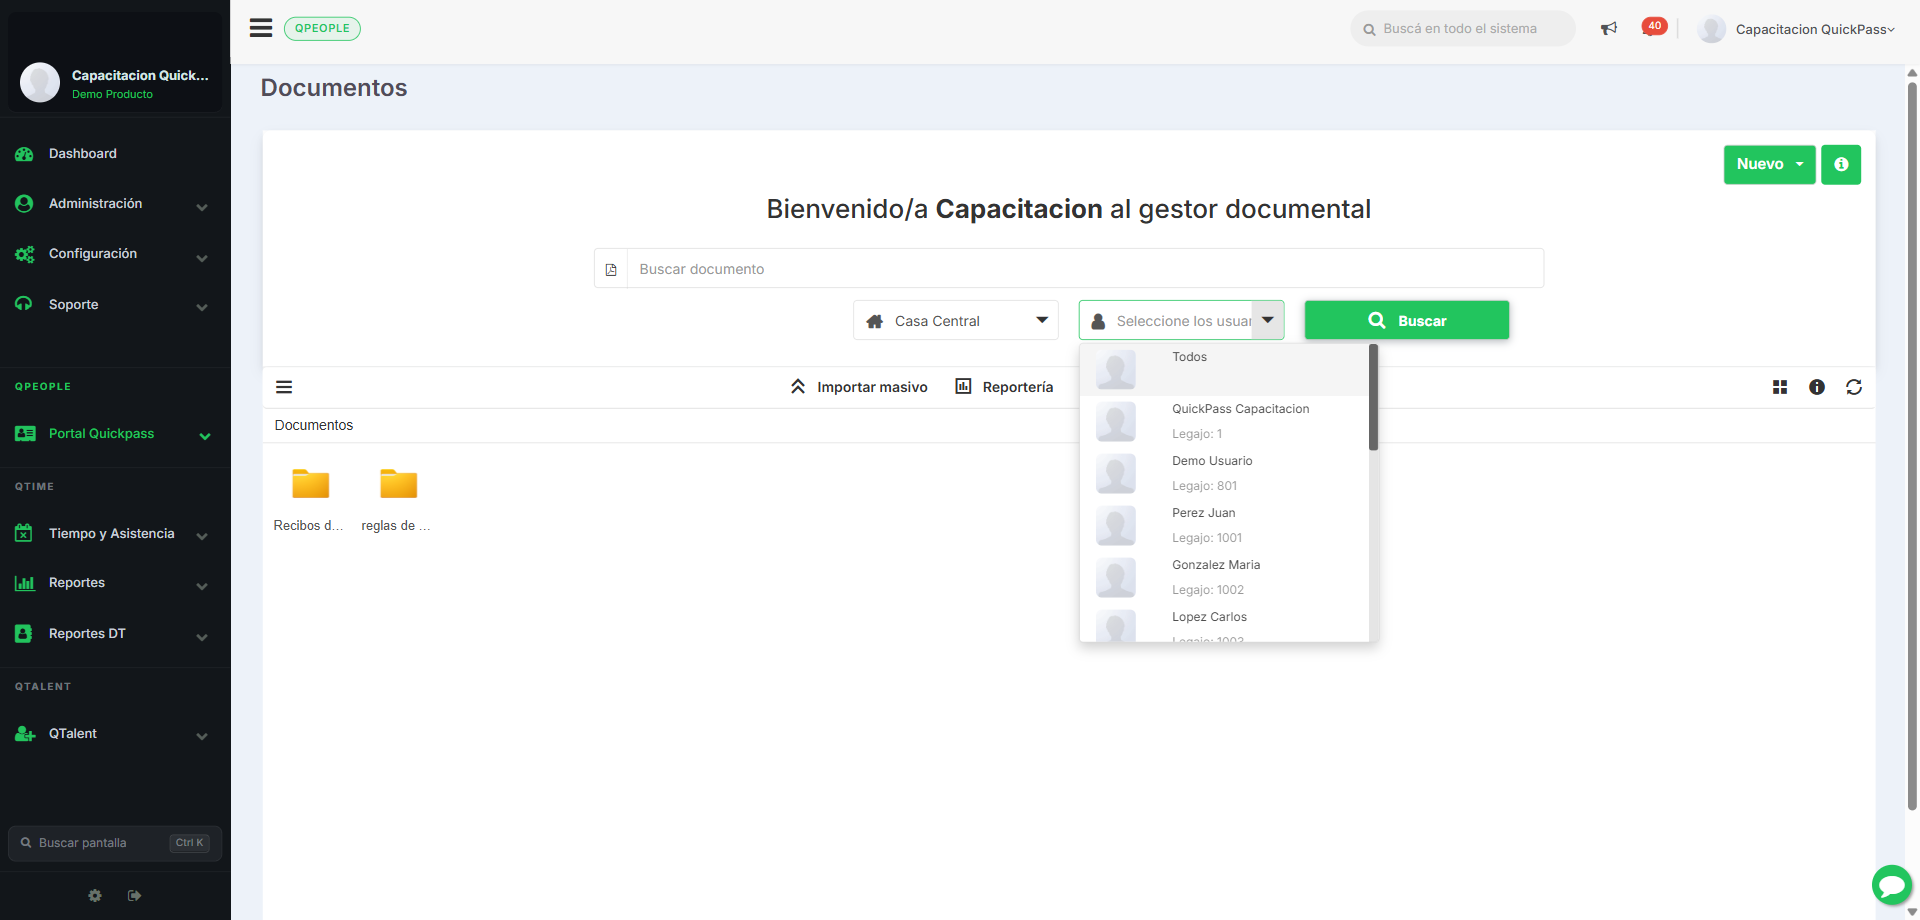 Capacitacion Quick...
Demo Producto
Dashboard
Administración
Configuración
Soporte
QPEOPLE
Portal Quickpass
QTIME
Tiempo y Asistencia
Reportes
Reportes DT
QTALENT
QTalent
Buscar pantalla
Ctrl K
QPEOPLE
Buscá en todo el sistema
40
Capacitacion QuickPass
Documentos
Nuevo
Bienvenido/a Capacitacion al gestor documental
Buscar documento
Casa Central
Seleccione los usuar
Buscar
Importar masivo
Reportería
Documentos
Recibos d...
reglas de ...
Todos
QuickPass Capacitacion
Legajo: 1
Demo Usuario
Legajo: 801
Perez Juan
Legajo: 1001
Gonzalez Maria
Legajo: 1002
Lopez Carlos
Legajo: 1003